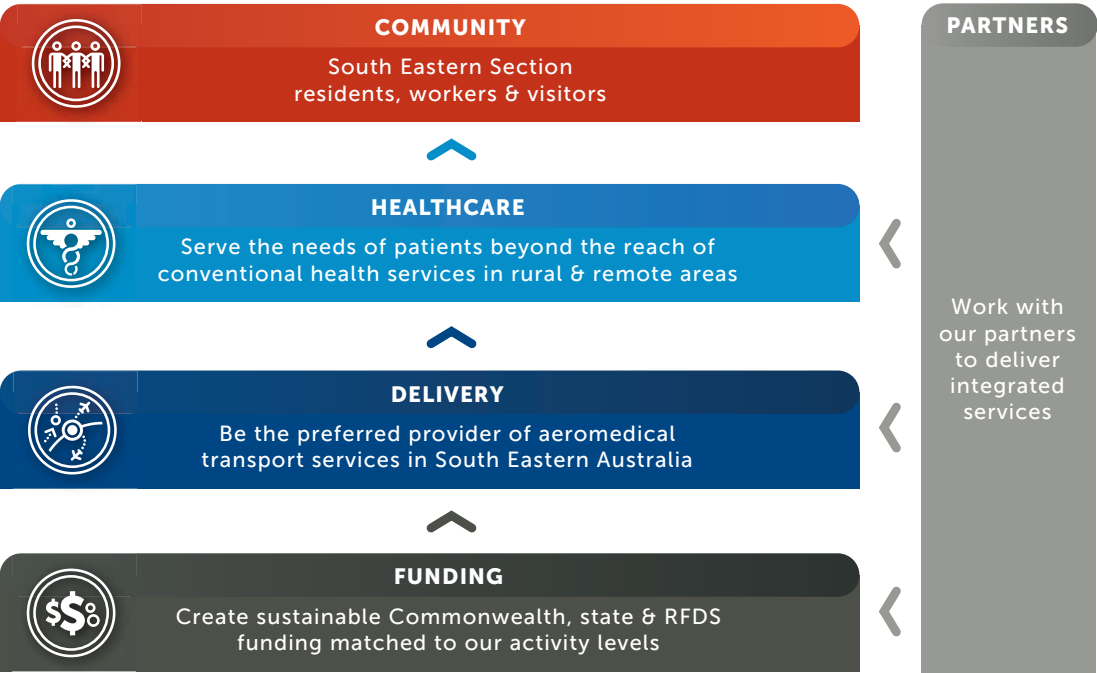 COMMUNITY
South Eastern Section
residents, workers & visitors
HEALTHCARE
Serve the needs of patients beyond the reach of
conventional health services in rural & remote areas
DELIVERY
Be the preferred provider of aeromedical
transport services in South Eastern Australia
FUNDING
$$
Create sustainable Commonwealth, state & RFDS
funding matched to our activity levels
PARTNERS
Work with
our partners
to deliver
integrated
services